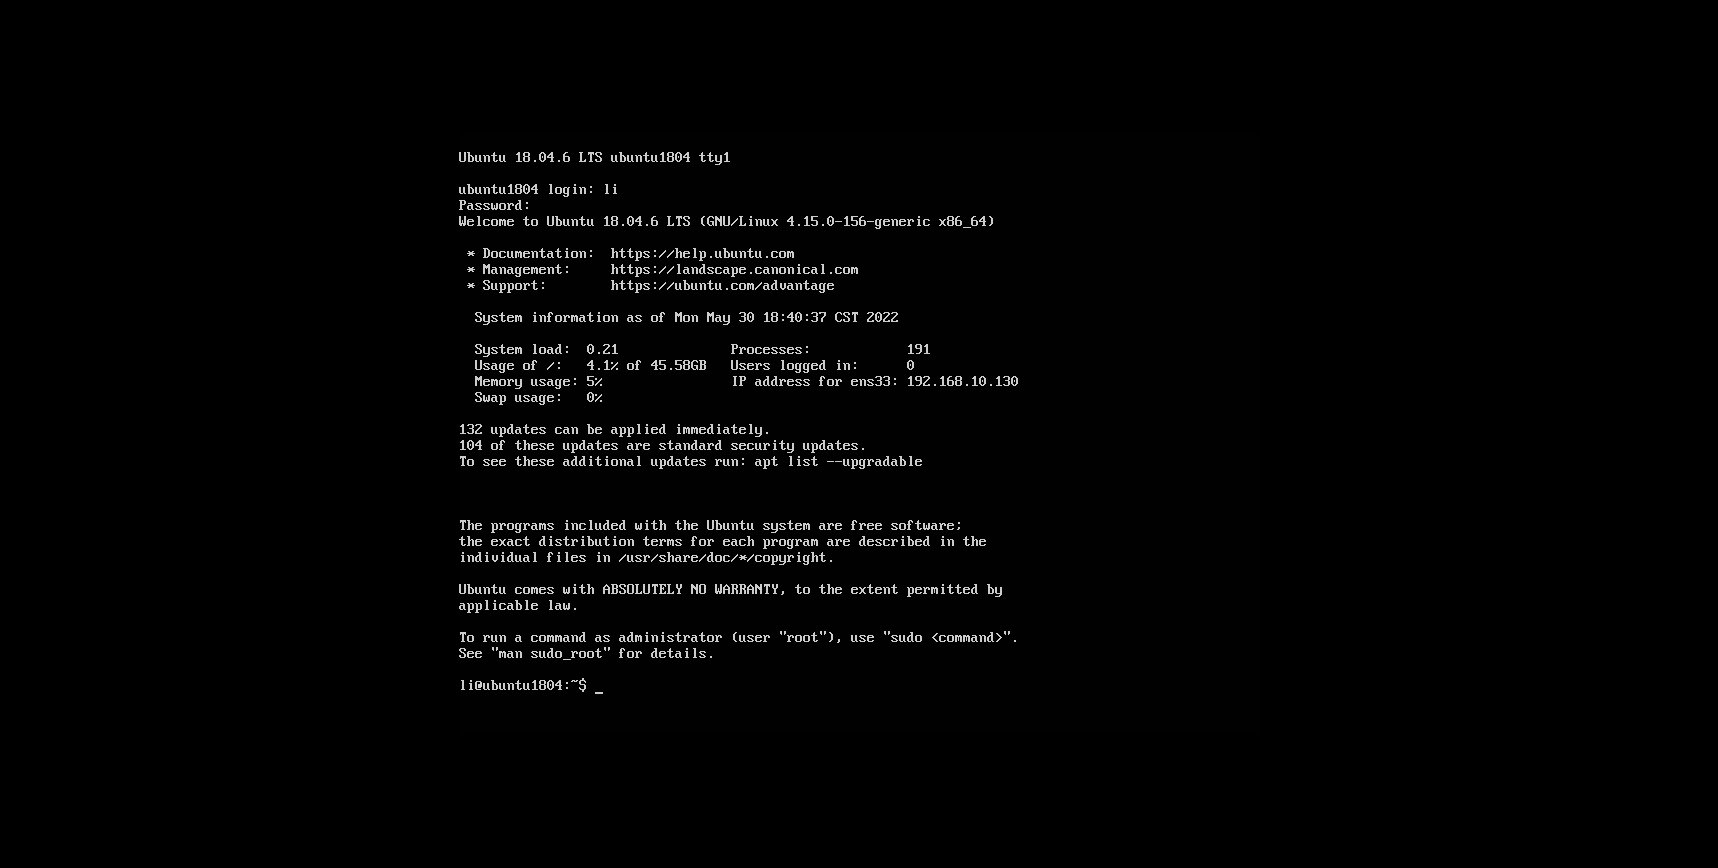 Ubuntu 18.04.6 LTS ubuntu1804 tty1
ubuntu1804 login: li
Password:
Welcome to Ubuntu 18.04.6 LTS (GNU/Linux 4.15.0-156-generic x86_64)
* Documentation:  https://help.ubuntu.com
* Management:     https://landscape.canonical.com
* Support:        https://ubuntu.com/advantage
System information as of Mon May 30 18:40:37 CST 2022
System load:  0.21              Processes:            191
Usage of /:   4.1% of 45.58GB   Users logged in:      0
Memory usage: 5%                IP address for ens33: 192.168.10.130
Swap usage:   0%
132 updates can be applied immediately.
104 of these updates are standard security updates.
To see these additional updates run: apt list --upgradable
The programs included with the Ubuntu system are free software;
the exact distribution terms for each program are described in the
individual files in /usr/share/doc/*/copyright.
Ubuntu comes with ABSOLUTELY NO WARRANTY, to the extent permitted by
applicable law.
To run a command as administrator (user "root"), use "sudo <command>".
See "man sudo_root" for details.
li@ubuntu1804:~$ _